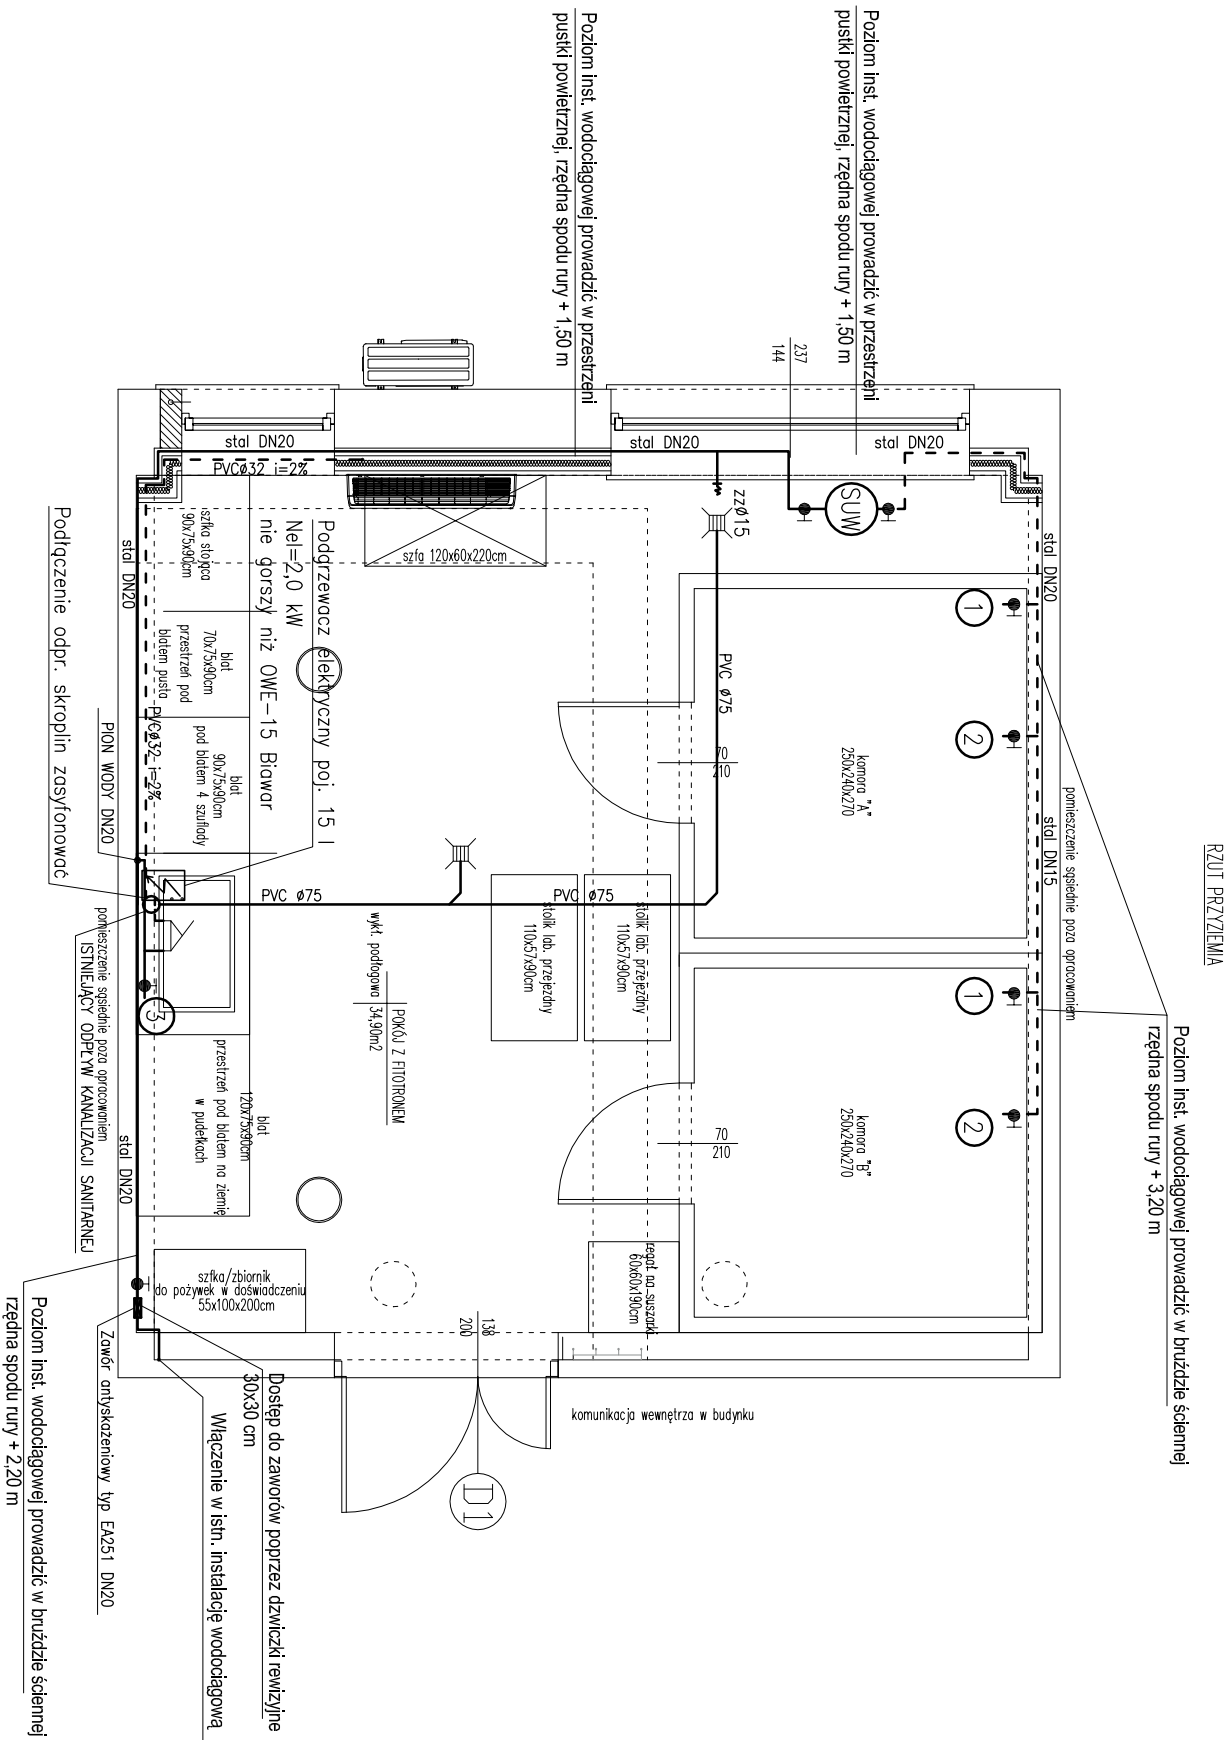 RZUT PRZYZIEMIA
Poziom inst. wodociągowej prowadzić w bruździe ściennej
rzędna spodu rury + 3,20 m
pomieszczenie sąsiednie poza opracowaniem
stal DN20
stal DN15
Poziom inst. wodociągowej prowadzić w przestrzeni
pustki powietrznej, rzędna spodu rury + 1,50 m
237
144
stal DN20
SUW
1
2
1
2
komora "A"
250x240x270
komora "B"
250x240x270
zzø15
PVC ø75
70
210
70
210
stal DN20
Poziom inst. wodociągowej prowadzić w przestrzeni
pustki powietrznej, rzędna spodu rury + 1,50 m
stolik lab. przejezdny
110x57x90cm
stolik lab. przejezdny
110x57x90cm
PVC ø75
regał na suszarki
60x60x190cm
komunikacja wewnętrza w budynku
D1
138
200
szfa 120x60x220cm
POKÓJ Z FITOTRONEM
wykł. podłogowa
34,90m2
Podgrzewacz elektryczny poj. 15 l
Nel=2,0 kW
nie gorszy niż OWE-15 Biawar
PVC ø75
stal DN20
PVCø32 i=2%
szfka stojąca
90x75x90cm
blat
70x75x90cm
przestrzeń pod
blatem pusta
blat
90x75x90cm
pod blatem 4 szuflady
PVCø32 i=2%
3
blat
120x75x90cm
przestrzeń pod blatem na ziemię
w pudełkach
szfka/zbiornik
do pożywek w doświadczeniu
55x100x200cm
stal DN20
stal DN20
Dostęp do zaworów poprzez dzwiczki rewizyjne
30x30 cm
Włączenie w istn. instalację wodociągową
PION WODY DN20
pomieszczenie sąsiednie poza opracowaniem
ISTNIEJĄCY ODPŁYW KANALIZACJI SANITARNEJ
Zawór antyskażeniowy typ EA251 DN20
Podłączenie odpr. skroplin zasyfonować
Poziom inst. wodociągowej prowadzić w bruździe ściennej
rzędna spodu rury + 2,20 m